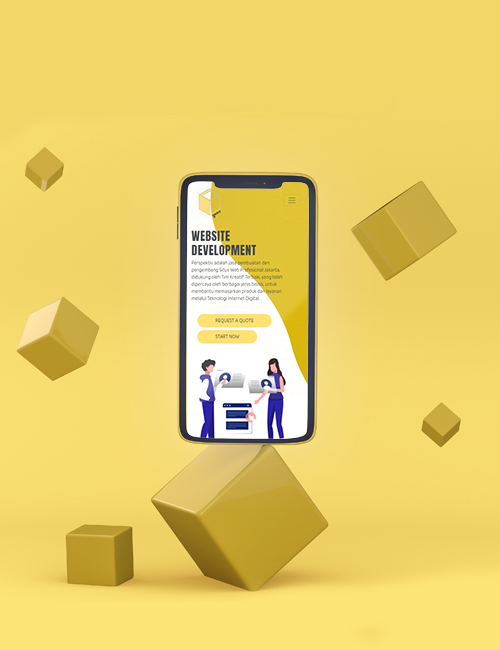 WEBSITE
DEVELOPMENT
Perspektiv adalah jasa pembuatan dan
pengembang Situs Web Profesional Jakarta,
didukung oleh Tim Kreatif Terbaik, yang telah
dipercaya oleh berbagai jenis bisnis, untuk
membantu memasarkan produk dan layanan
melalui Teknologi Internet Digital
REQUEST A QUOTE
START NOW